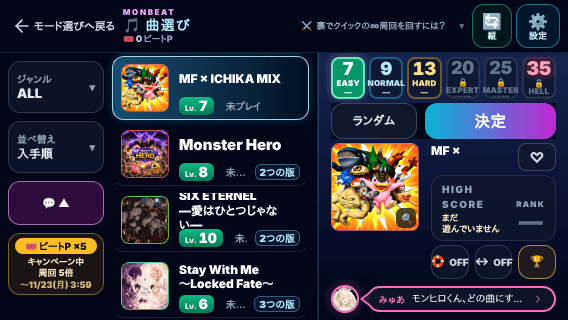 モード選びへ戻る
MONBEAT
曲選び
0 ビートP
裏でクイックの∞周回を回すには?
縦
設定
ジャンル
ALL
並べ替え
入手順
ビートP ×5
キャンペーン中
周回 5倍
～11/23(月) 3:59
MF × ICHIKA MIX
Lv. 7
未プレイ
Monster Hero
Lv. 8
未…
2つの版
SIX ETERNEL
―愛はひとつじゃな
い―
Lv. 10
未.
2つの版
Stay With Me
～Locked Fate～
Lv. 6
未…
3つの版
7
EASY
9
NORMAL
13
HARD
20
EXPERT
25
MASTER
35
HELL
ランダム
決定
MF ×
HIGH
SCORE
RANK
まだ
遊んでいません
OFF
OFF
みゅあ
モンヒロくん、どの曲にす…